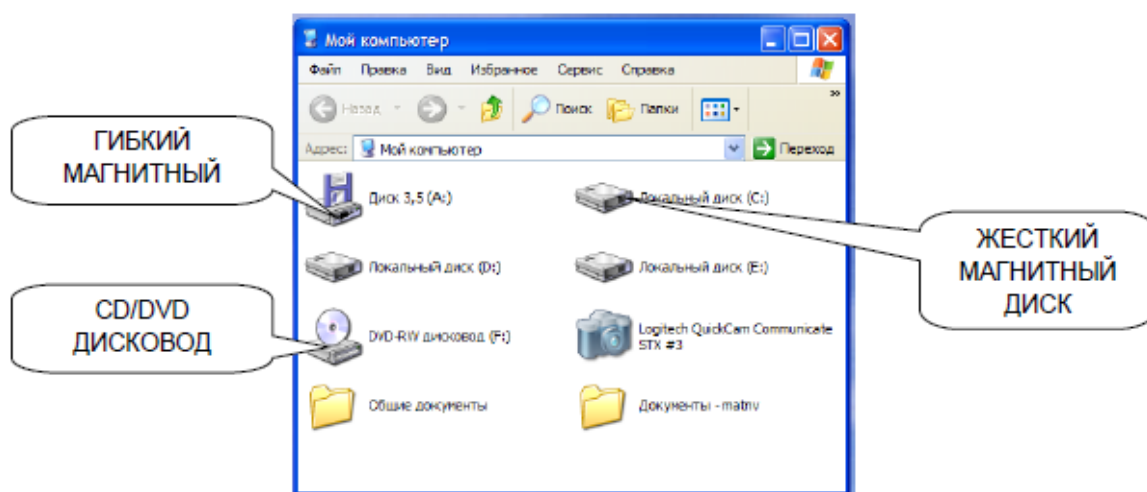 Мой компьютер
Файл Правка Вид Избранное Сервис Справка
Назад Поиск Папки
Адрес: Мой компьютер Переход
ГИБКИЙ
МАГНИТНЫЙ
Диск 3,5 (A:) Локальный диск (C:)
ЖЕСТКИЙ
МАГНИТНЫЙ
ДИСК
Локальный диск (D:) Локальный диск (E:)
CD/DVD
ДИСКОВОД
DVD-RW дисковод (F:) Logitech QuickCam Communicate
STX #3
Общие документы Документы - matnv